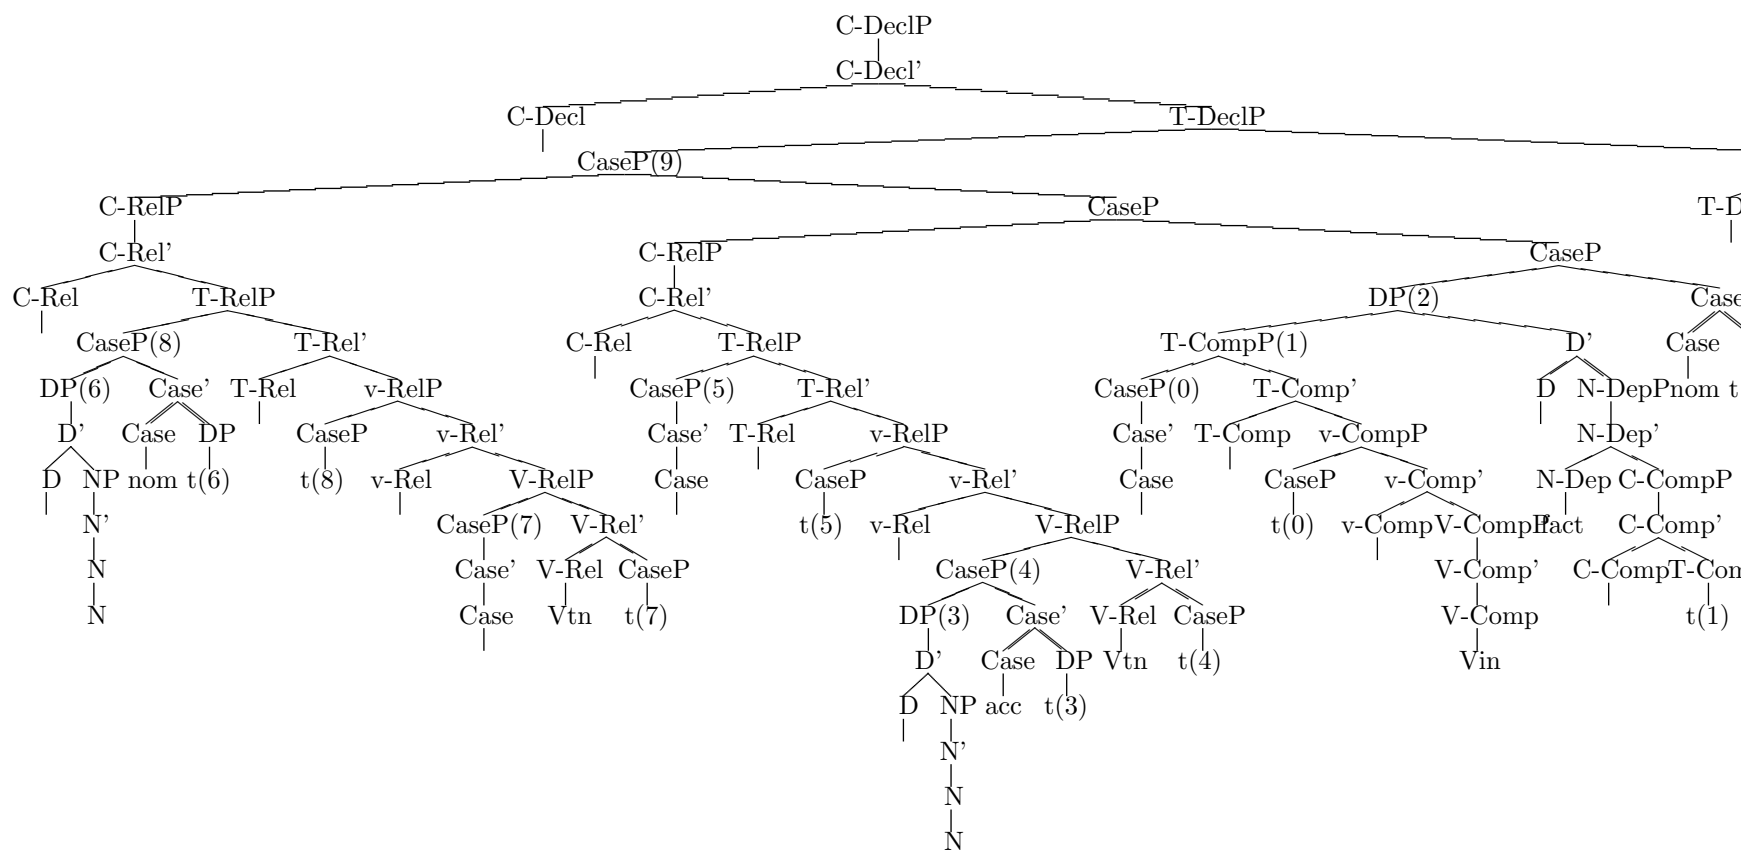 C-DeclP
C-Decl’
C-Decl T-DeclP
CaseP(9)
C-RelP CaseP T-D
C-Rel’ C-RelP CaseP
C-Rel T-RelP C-Rel’ DP(2) Case
CaseP(8) T-Rel’ C-Rel T-RelP T-CompP(1) D’ Case
DP(6) Case’ T-Rel v-RelP CaseP(5) T-Rel’ CaseP(0) T-Comp’ D N-DepP nom t
D’ Case DP CaseP v-Rel’ Case’ T-Rel v-RelP Case’ T-Comp v-CompP N-Dep’
D NP nom t(6) t(8) v-Rel V-RelP Case CaseP v-Rel’ Case CaseP v-Comp’ N-Dep C-CompP
N’ CaseP(7) V-Rel’ t(5) v-Rel V-RelP t(0) v-Comp V-CompP fact C-Comp’
N Case’ V-Rel CaseP CaseP(4) V-Rel’ V-Comp’ C-Comp T-Com
N Case Vtn t(7) DP(3) Case’ V-Rel CaseP V-Comp t(1)
D’ Case DP Vtn t(4) Vin
D NP acc t(3)
N’
N
N